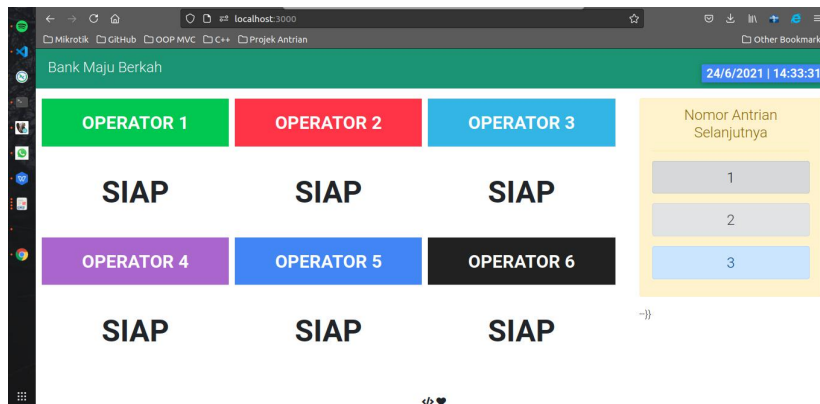 localhost:3000
Mikrotik GitHub OOP MVC C++ Projek Antrian Other Bookmark
Bank Maju Berkah
24/6/2021 | 14:33:31
OPERATOR 1 OPERATOR 2 OPERATOR 3
SIAP SIAP SIAP
OPERATOR 4 OPERATOR 5 OPERATOR 6
SIAP SIAP SIAP
Nomor Antrian
Selanjutnya
1
2
3
--}}